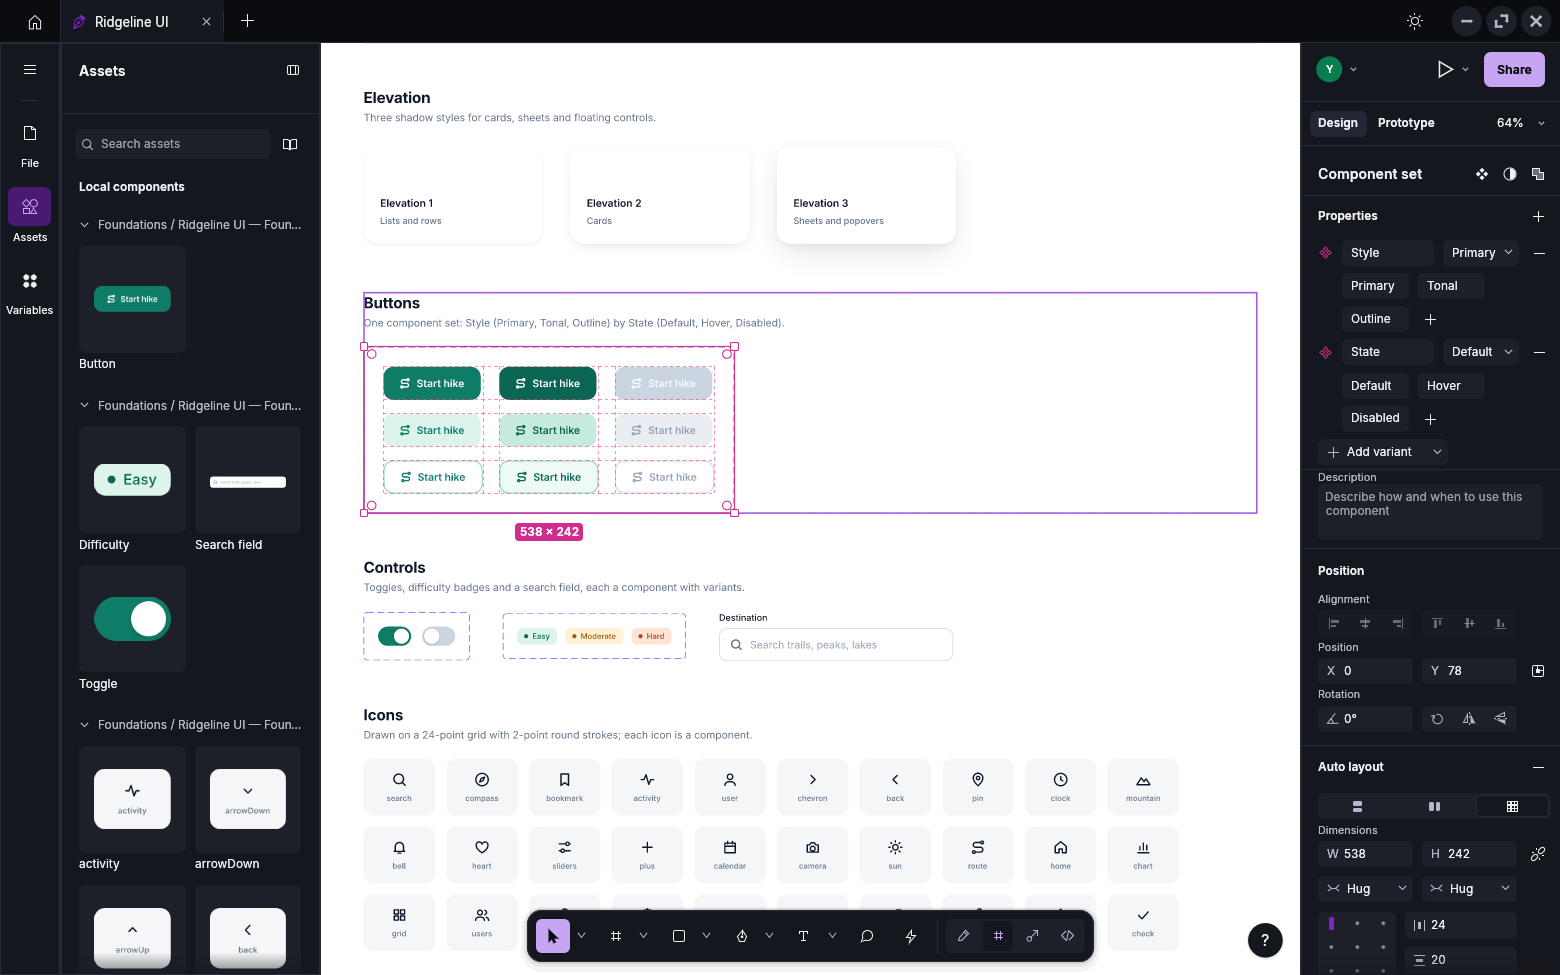 Ridgeline UI
Assets
File
Assets
Variables
Search assets
Local components
Foundations / Ridgeline UI — Foun...
Start hike
Button
Foundations / Ridgeline UI — Foun...
Easy
Difficulty
Search field
Toggle
Foundations / Ridgeline UI — Foun...
activity
arrowDown
activity
arrowDown
arrowUp
back
Elevation
Three shadow styles for cards, sheets and floating controls.
Elevation 1
Lists and rows
Elevation 2
Cards
Elevation 3
Sheets and popovers
Buttons
One component set: Style (Primary, Tonal, Outline) by State (Default, Hover, Disabled).
Start hike Start hike Start hike
Start hike Start hike Start hike
Start hike Start hike Start hike
538 × 242
Controls
Toggles, difficulty badges and a search field, each a component with variants.
Easy Moderate Hard
Destination
Search trails, peaks, lakes
Icons
Drawn on a 24-point grid with 2-point round strokes; each icon is a component.
search compass bookmark activity user chevron back pin clock mountain
bell heart sliders plus calendar camera sun route home chart
grid users check
T
?
Y
Share
Design Prototype 64%
Component set
Properties
Style Primary
Primary Tonal
Outline
State Default
Default Hover
Disabled
Add variant
Description
Describe how and when to use this
component
Position
Alignment
Position
X 0 Y 78
Rotation
0°
Auto layout
Dimensions
W 538 H 242
Hug Hug
24
20